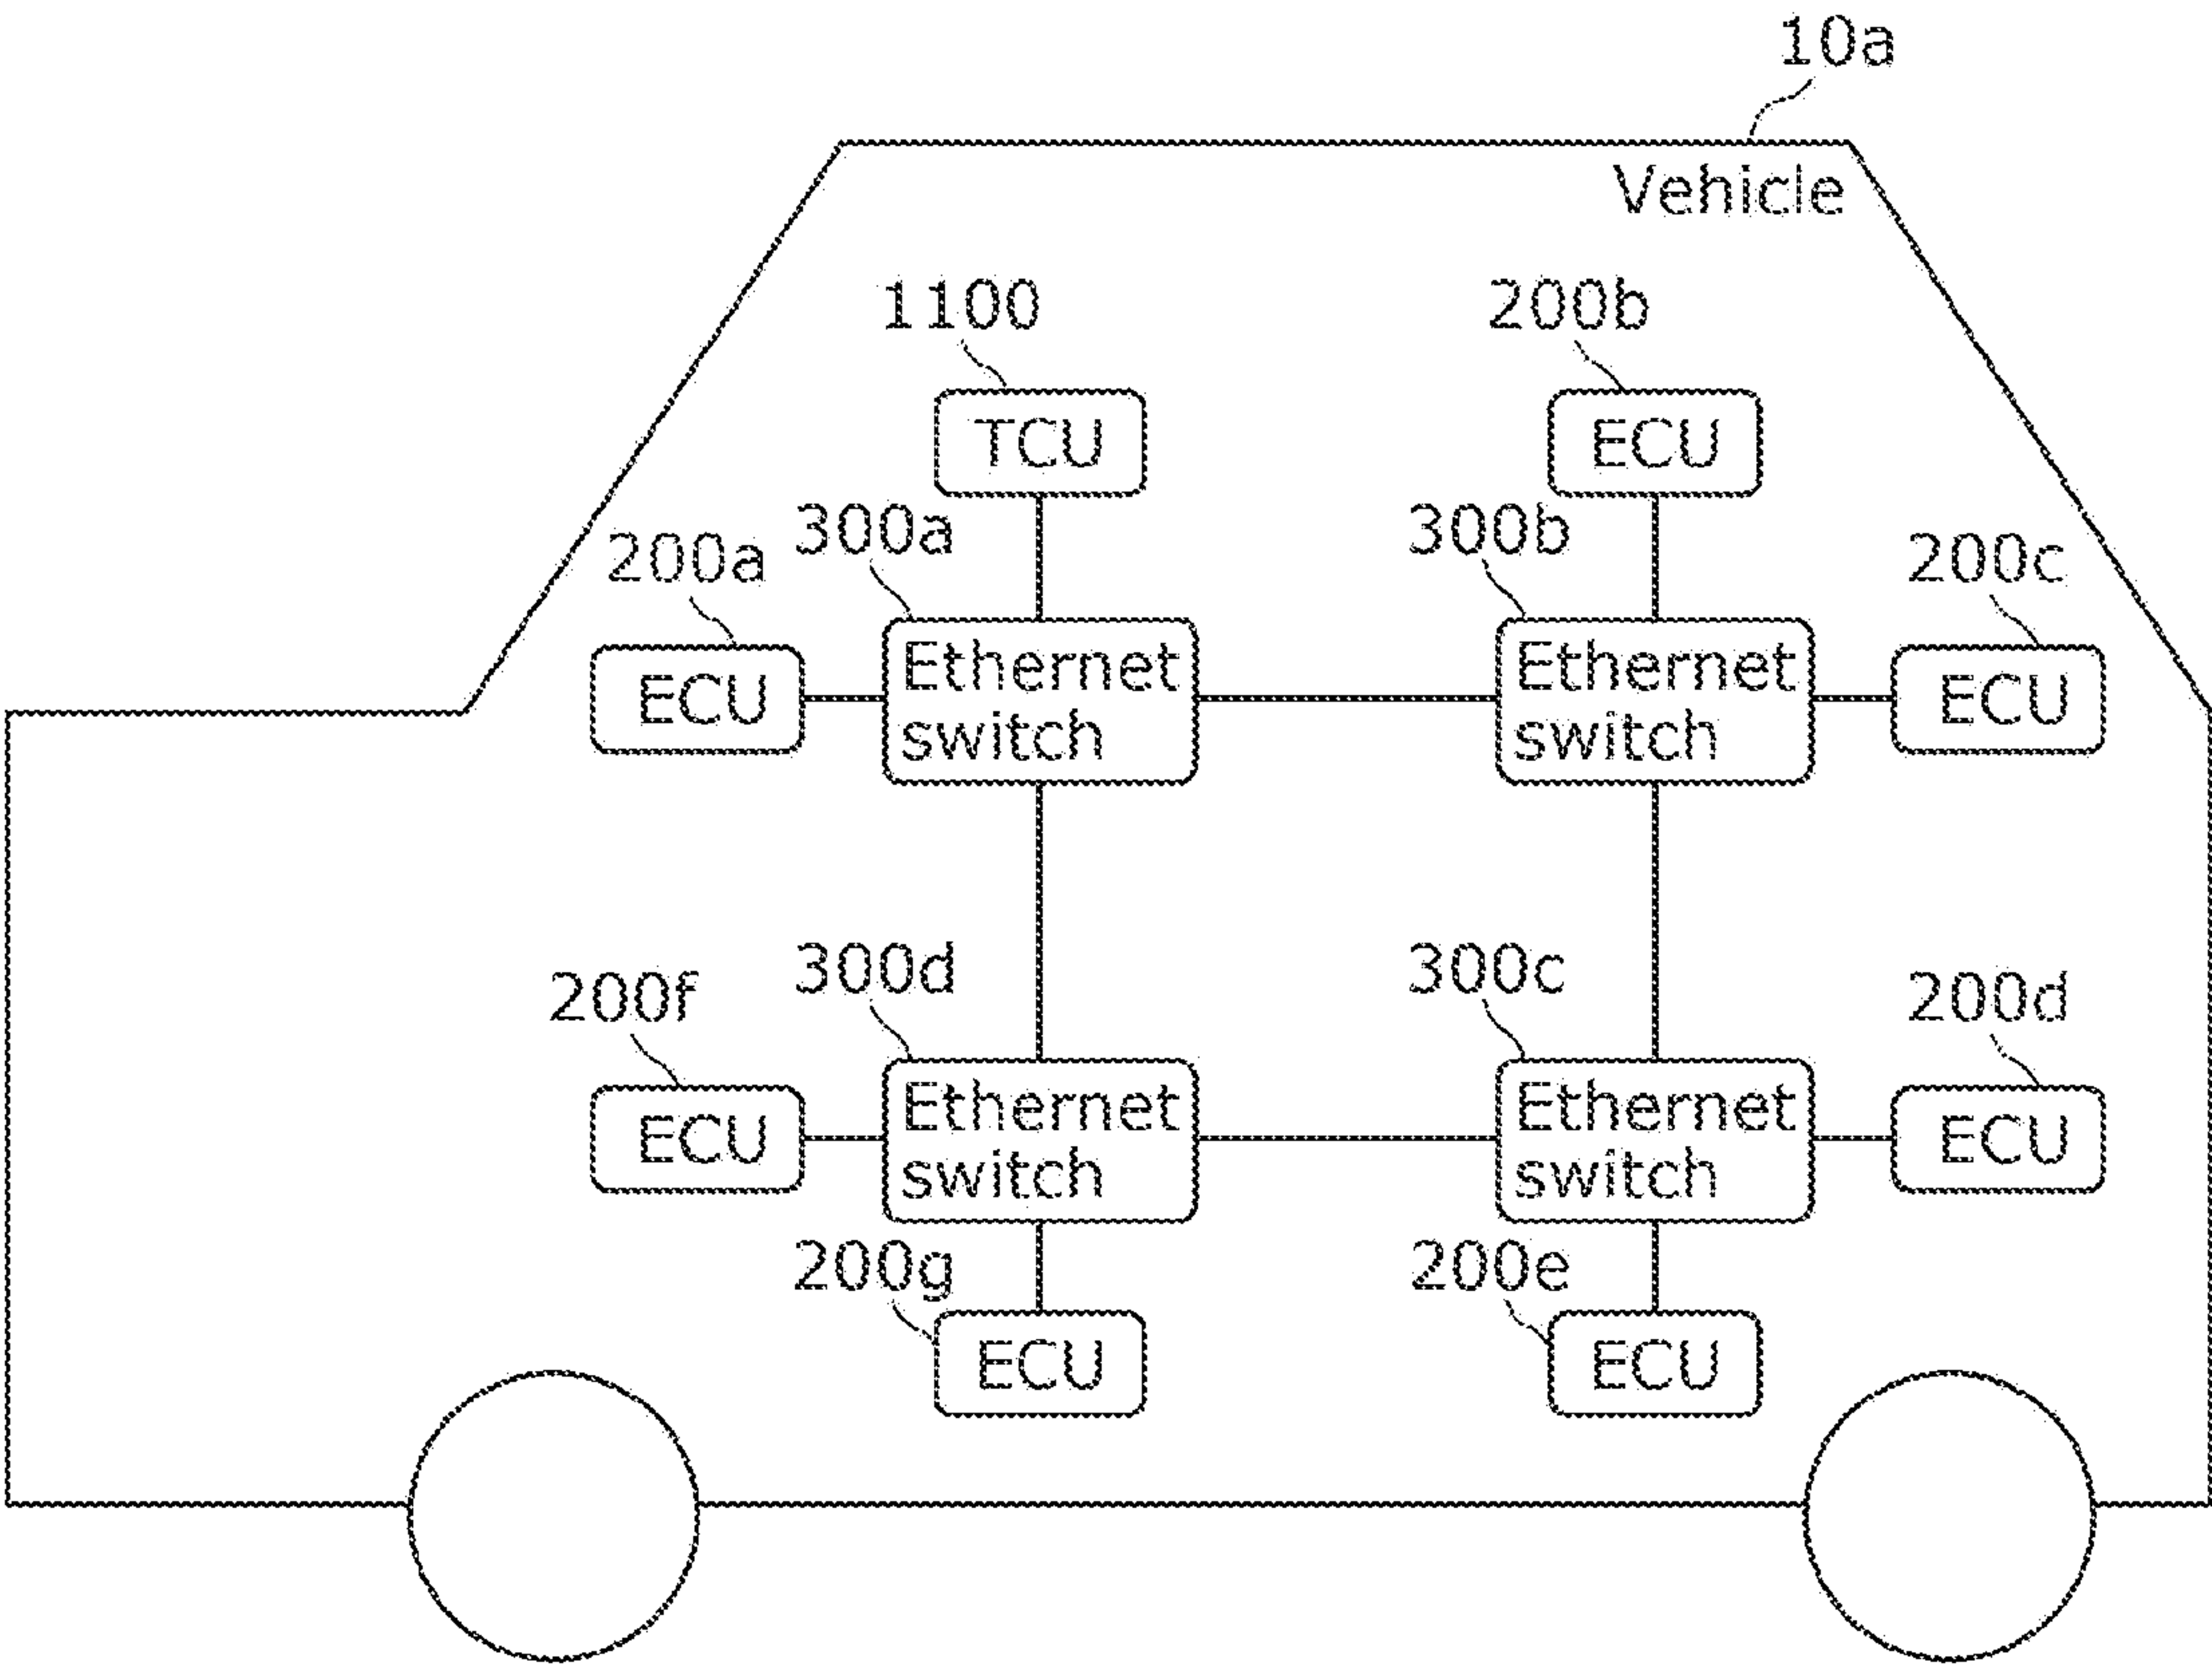 10a
Vehicle
1100
200b
TCU
ECU
300a
300b
200a
200c
Ethernet
switch
Ethernet
switch
ECU
ECU
300d
300c
200f
200d
Ethernet
switch
Ethernet
switch
ECU
ECU
200g
200e
ECU
ECU